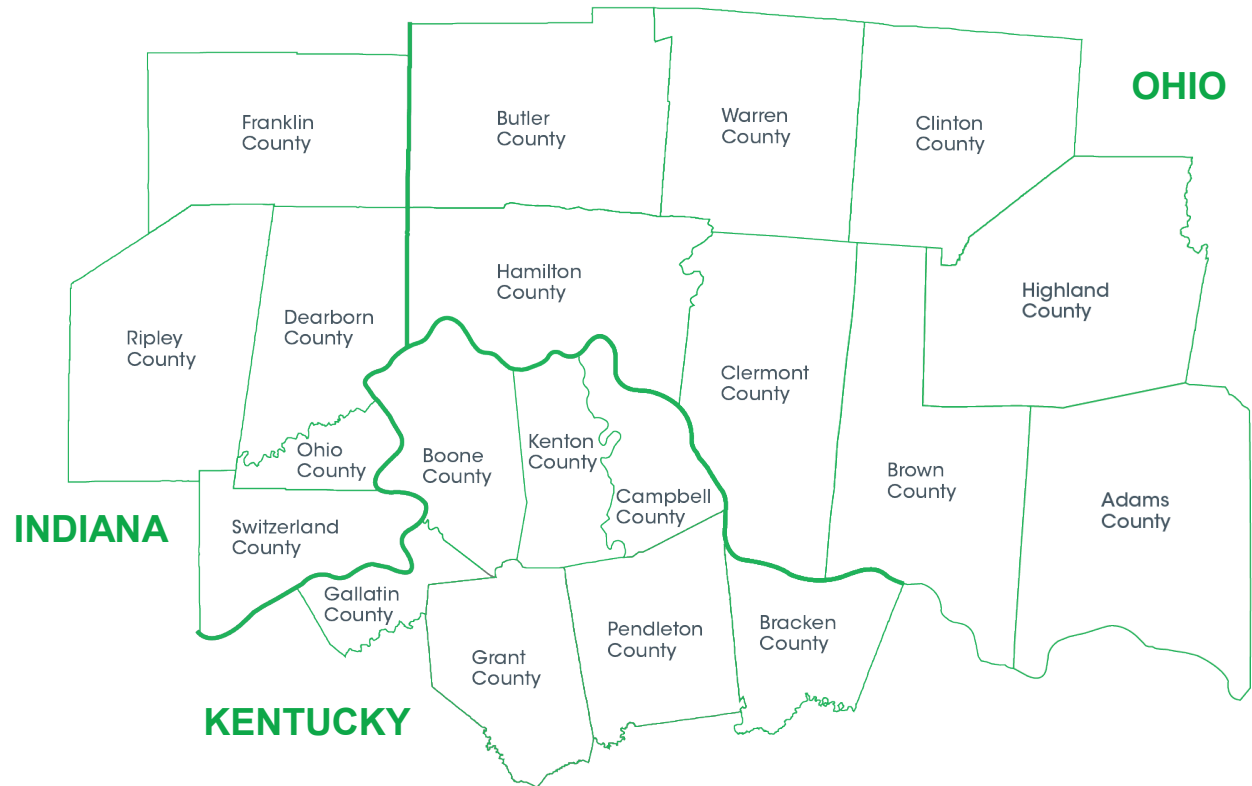 OHIO
Franklin
County
Butler
County
Warren
County
Clinton
County
Hamilton
County
Highland
County
Dearborn
County
Ripley
County
Clermont
County
Ohio
County
Boone
County
Kenton
County
Brown
County
Campbell
County
Adams
County
INDIANA
Switzerland
County
Gallatin
County
Bracken
County
Pendleton
County
Grant
County
KENTUCKY